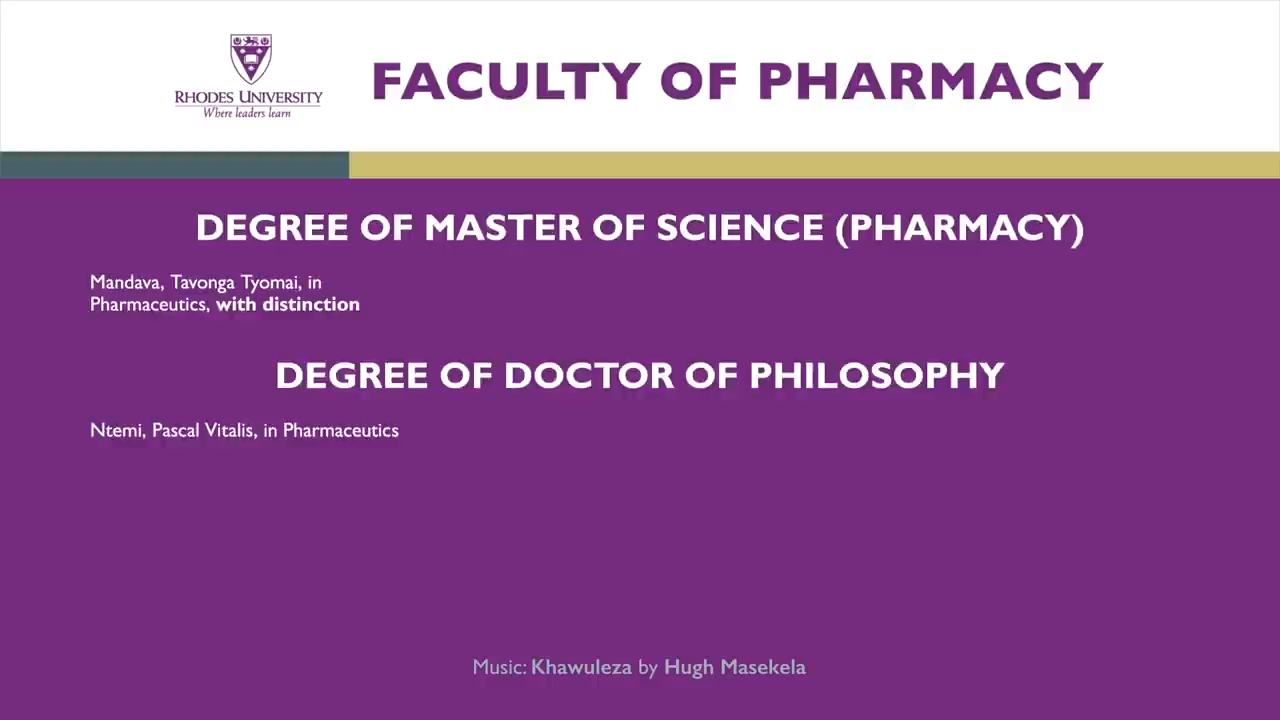 RHODES UNIVERSITY
Where leaders learn
FACULTY OF PHARMACY
DEGREE OF MASTER OF SCIENCE (PHARMACY)
Mandava, Tavonga Tyomai, in
Pharmaceutics, with distinction
DEGREE OF DOCTOR OF PHILOSOPHY
Ntemi, Pascal Vitalis, in Pharmaceutics
Music: Khawuleza by Hugh Masekela